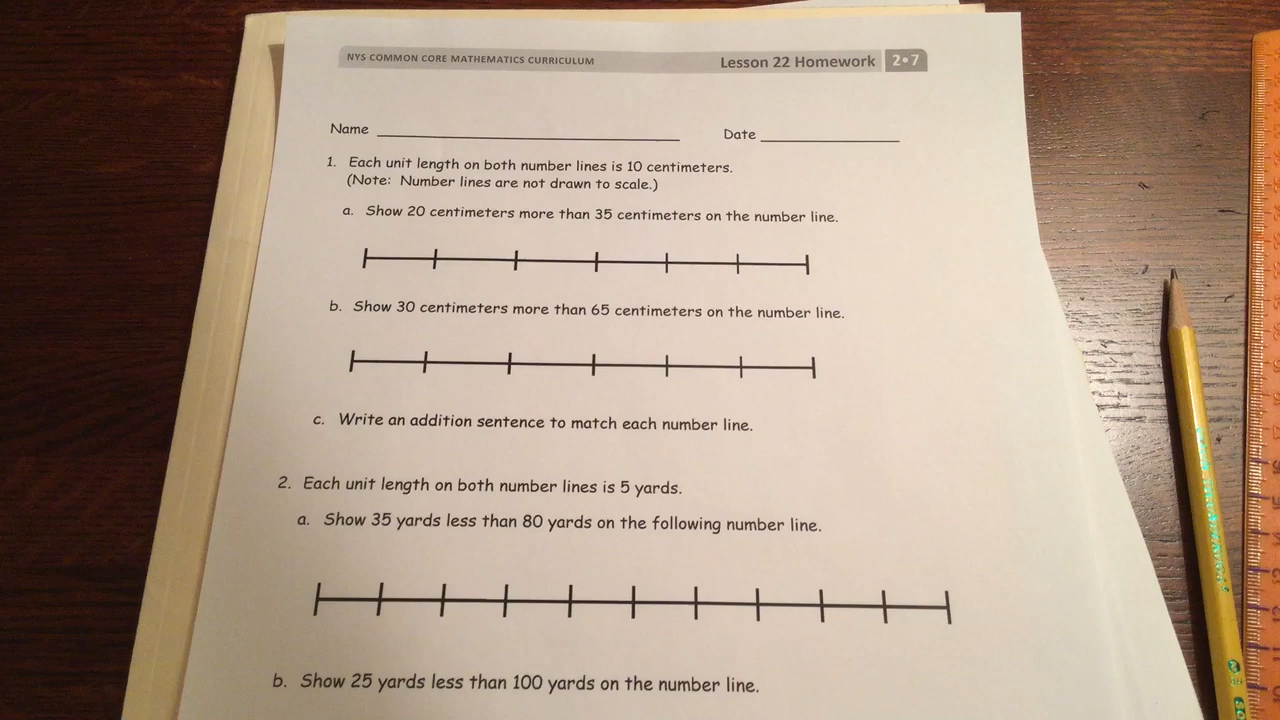 NYS COMMON CORE MATHEMATICS CURRICULUM Lesson 22 Homework 2•7
Name Date
1. Each unit length on both number lines is 10 centimeters.
(Note: Number lines are not drawn to scale.)
a. Show 20 centimeters more than 35 centimeters on the number line.
b. Show 30 centimeters more than 65 centimeters on the number line.
c. Write an addition sentence to match each number line.
2. Each unit length on both number lines is 5 yards.
a. Show 35 yards less than 80 yards on the following number line.
b. Show 25 yards less than 100 yards on the number line.